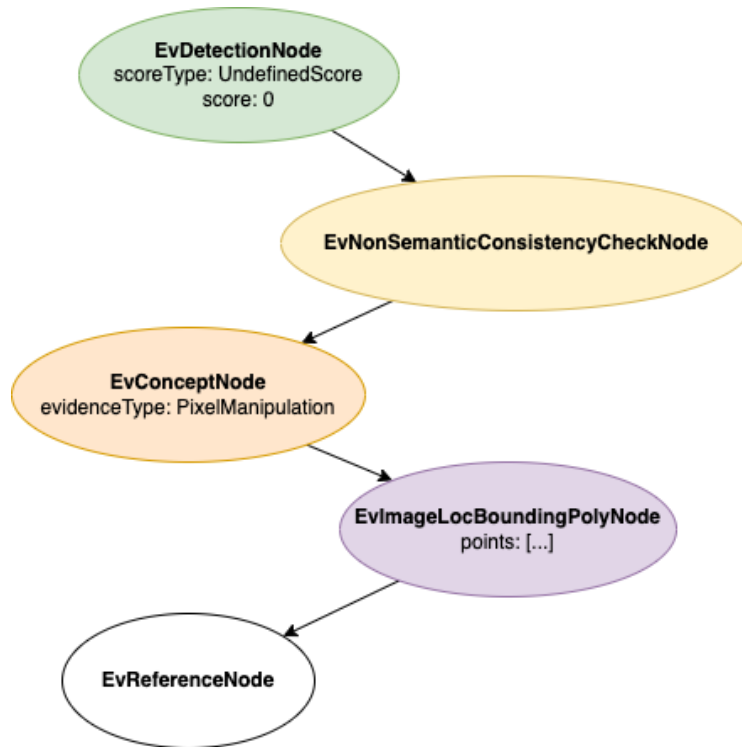 EvDetectionNode
scoreType: UndefinedScore
score: 0
EvNonSemanticConsistencyCheckNode
EvConceptNode
evidenceType: PixelManipulation
EvImageLocBoundingPolyNode
points: [...]
EvReferenceNode